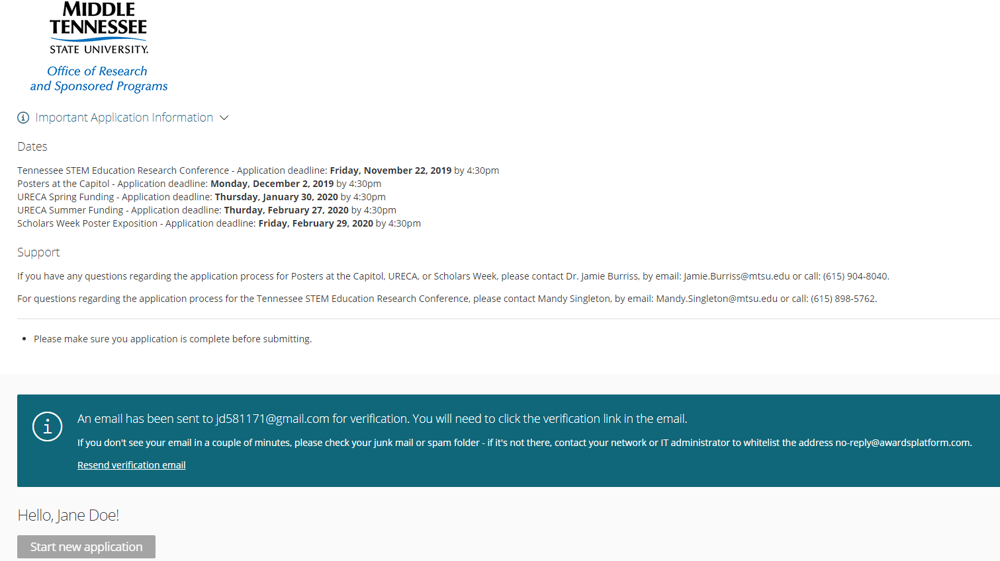 MIDDLE
TENNESSEE
STATE UNIVERSITY.
Office of Research
and Sponsored Programs
Important Application Information
Dates
Tennessee STEM Education Research Conference - Application deadline: Friday, November 22, 2019 by 4:30pm
Posters at the Capitol - Application deadline: Monday, December 2, 2019 by 4:30pm
URECA Spring Funding - Application deadline: Thursday, January 30, 2020 by 4:30pm
URECA Summer Funding - Application deadline: Thurday, February 27, 2020 by 4:30pm
Scholars Week Poster Exposition - Application deadline: Friday, February 29, 2020 by 4:30pm
Support
If you have any questions regarding the application process for Posters at the Capitol, URECA, or Scholars Week, please contact Dr. Jamie Burriss, by email: Jamie.Burriss@mtsu.edu or call: (615) 904-8040.
For questions regarding the application process for the Tennessee STEM Education Research Conference, please contact Mandy Singleton, by email: Mandy.Singleton@mtsu.edu or call: (615) 898-5762.
• Please make sure you application is complete before submitting.
An email has been sent to jd581171@gmail.com for verification. You will need to click the verification link in the email.
If you don't see your email in a couple of minutes, please check your junk mail or spam folder - if it's not there, contact your network or IT administrator to whitelist the address no-reply@awardsplatform.com.
Resend verification email
Hello, Jane Doe!
Start new application